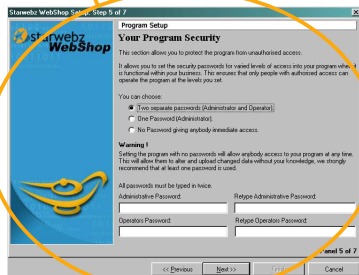 Starwebz WebShop Setup: Step 5 of 7
starwebz
WebShop
Program Setup
Your Program Security
This section allows you to protect the program from unauthorised access.
It allows you to set the security passwords for varied levels of access into your program when it
is functional within your business. This ensures that only people with authorised access can
operate the program at the levels you set.
You can choose:
Two separate passwords (Administrator and Operator).
One Password (Administrator).
No Password giving anybody immediate access.
Warning !
Setting the program with no passwords will allow anybody access to your program at any time.
This will allow them to alter and upload changed data without your knowledge, we strongly
recommend that at least one password is used.
All passwords must be typed in twice.
Administrative Password:
Retype Administrative Password:
Operators Password:
Retype Operators Password:
Panel 5 of 7
<< Previous
Next >>
Cancel